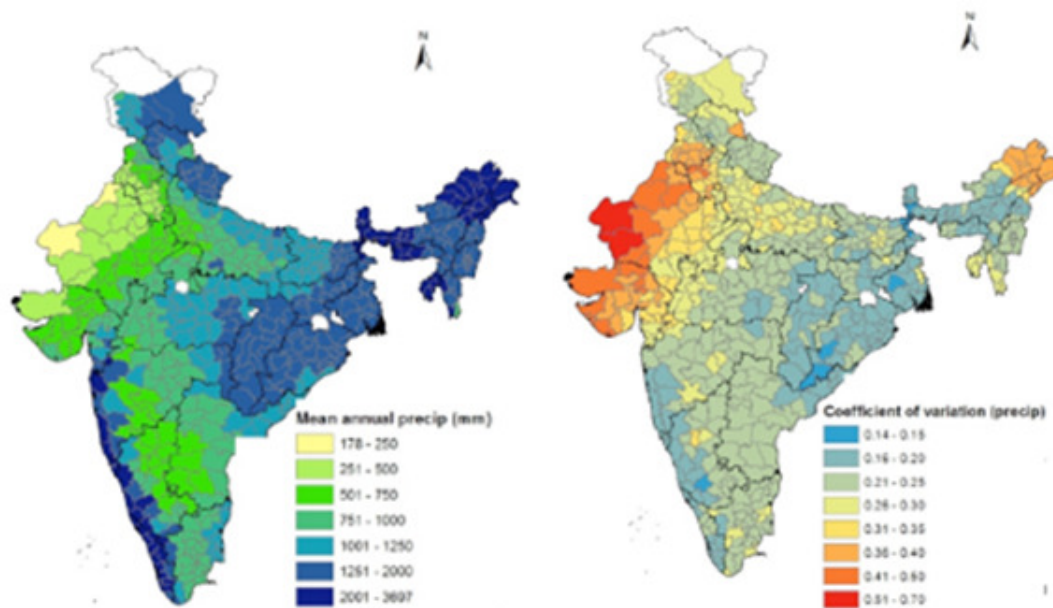 N
N
Mean annual precip (mm)
178 - 250
251 - 500
501 - 750
751 - 1000
1001 - 1250
1251 - 2000
2001 - 3697
Coefficient of variation (precip)
0.14 - 0.15
0.16 - 0.20
0.21 - 0.25
0.26 - 0.30
0.31 - 0.35
0.36 - 0.40
0.41 - 0.50
0.51 - 0.70